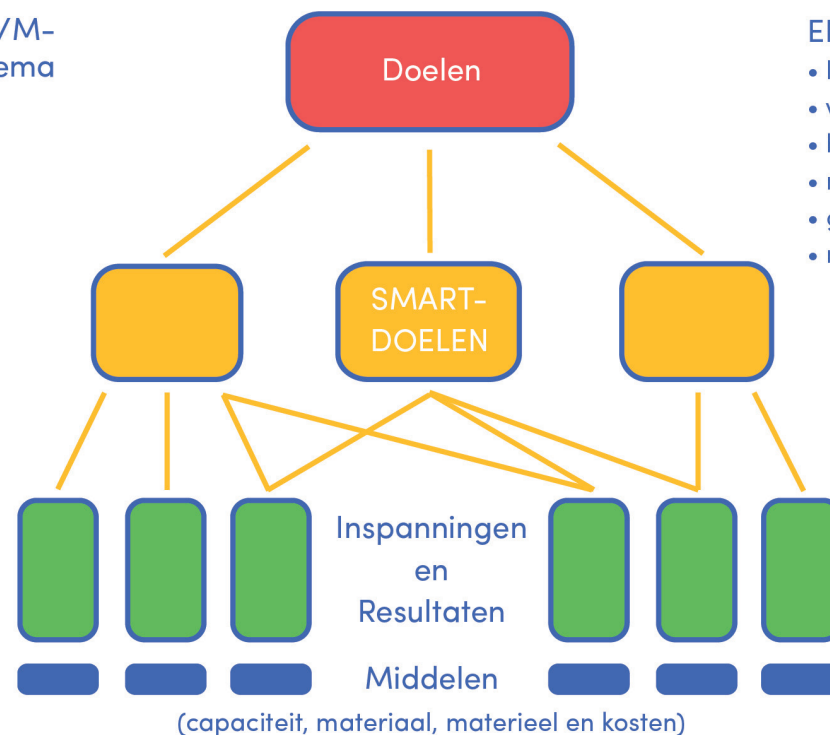 Doelen
SMART-
DOELEN
Inspanningen
en
Resultaten
Middelen
(capaciteit, materiaal, materieel en kosten)